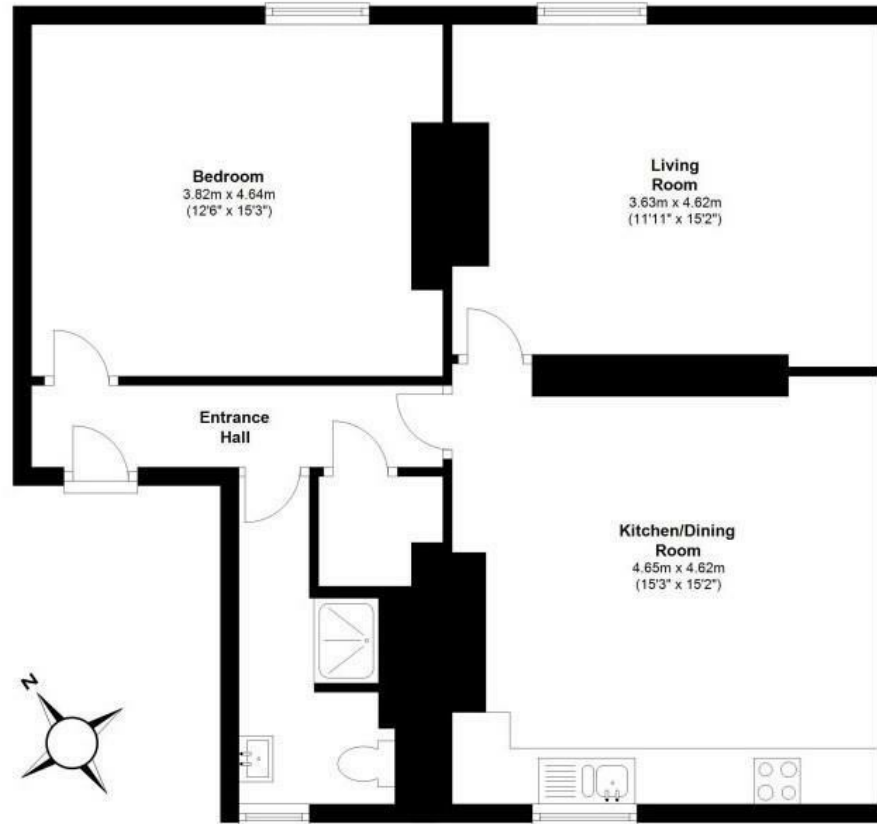 Bedroom
3.82m x 4.64m
(12'6" x 15'3")
Living
Room
3.63m x 4.62m
(11'11" x 15'2")
Entrance
Hall
Kitchen/Dining
Room
4.65m x 4.62m
(15'3" x 15'2")
N